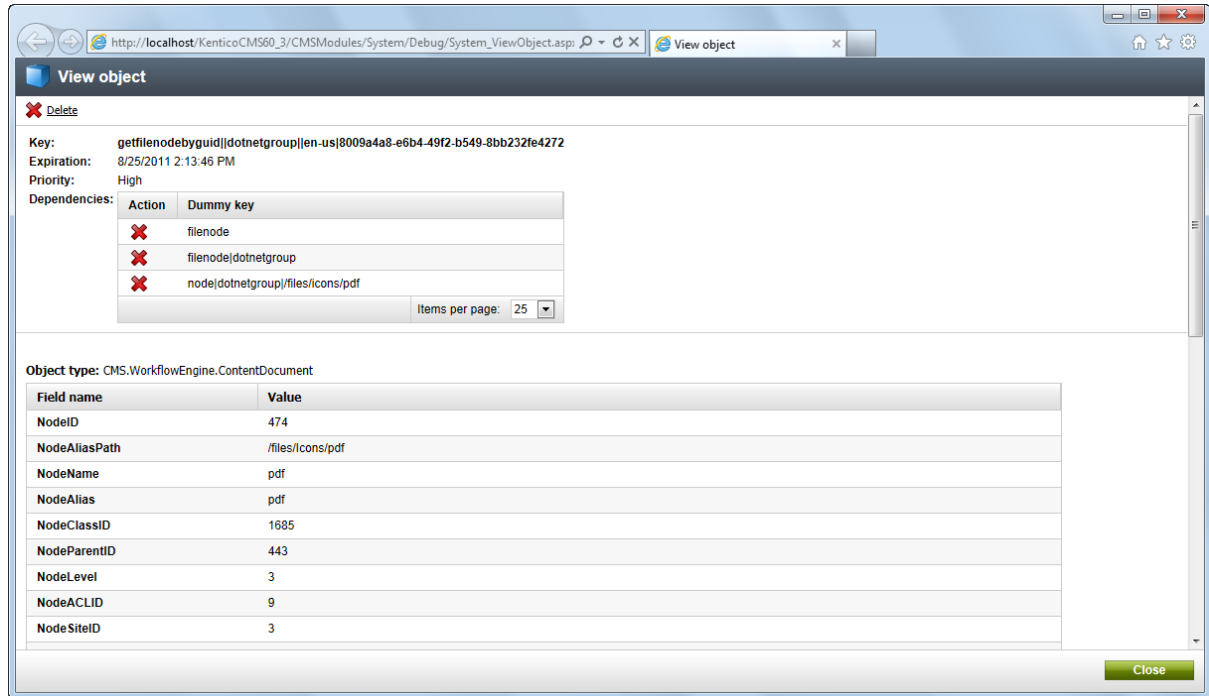 http://localhost/KenticoCMS60_3/CMSModules/System/Debug/System_ViewObject.asp: View object
View object
Delete
Key: getfilenodebyguid||dotnetgroup||en-us|8009a4a8-e6b4-49f2-b549-8bb232fe4272
Expiration: 8/25/2011 2:13:46 PM
Priority: High
Dependencies: Action Dummy key
filenode
filenode|dotnetgroup
node|dotnetgroup|/files/icons/pdf
Items per page: 25
Object type: CMS.WorkflowEngine.ContentDocument
Field name Value
NodeID 474
NodeAliasPath /files/Icons/pdf
NodeName pdf
NodeAlias pdf
NodeClassID 1685
NodeParentID 443
NodeLevel 3
NodeACLID 9
NodeSiteID 3
Close